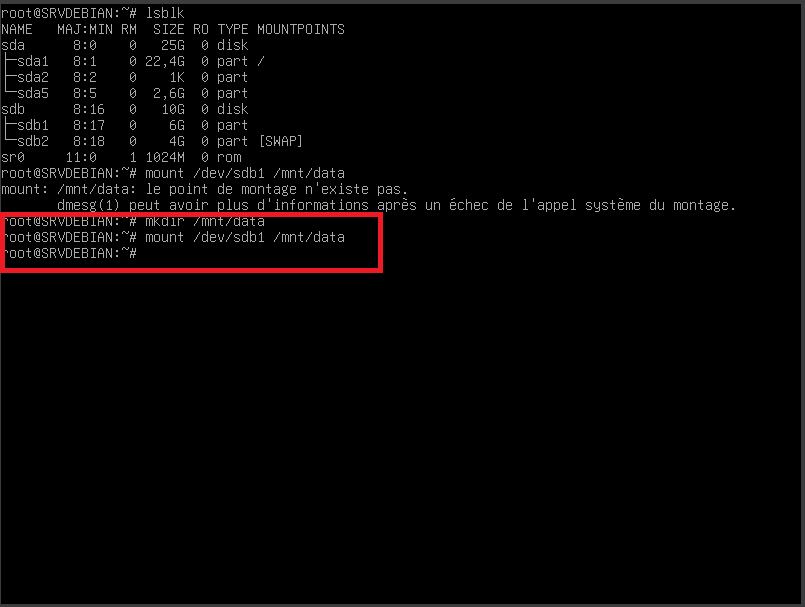 root@SRVDEBIAN:~# lsblk
NAME   MAJ:MIN RM  SIZE RO TYPE MOUNTPOINTS
sda      8:0    0   25G  0 disk
├─sda1   8:1    0 22,4G  0 part /
├─sda2   8:2    0    1K  0 part
└─sda5   8:5    0  2,6G  0 part
sdb      8:16   0   10G  0 disk
├─sdb1   8:17   0    6G  0 part
└─sdb2   8:18   0    4G  0 part [SWAP]
sr0     11:0    1 1024M  0 rom
root@SRVDEBIAN:~# mount /dev/sdb1 /mnt/data
mount: /mnt/data: le point de montage n'existe pas.
       dmesg(1) peut avoir plus d'informations après un échec de l'appel système du montage.
root@SRVDEBIAN:~# mkdir /mnt/data
root@SRVDEBIAN:~# mount /dev/sdb1 /mnt/data
root@SRVDEBIAN:~#